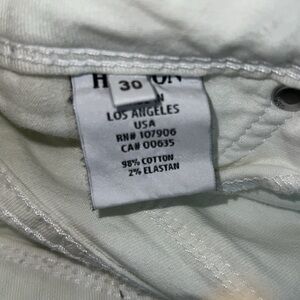 30
LOS ANGELES
USA
RN# 107906
CA# 00635
98% COTTON
2% ELASTAN